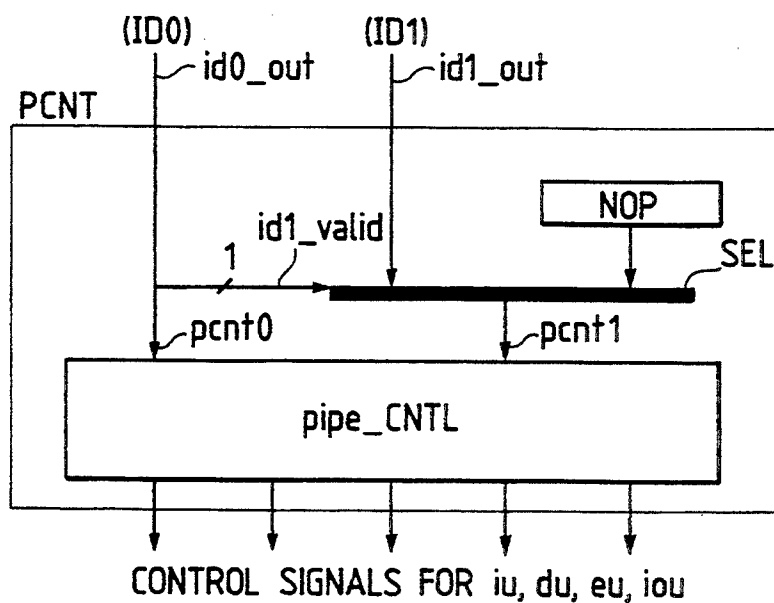 (ID0) (ID1)
id0_out id1_out
PCNT
NOP
id1_valid
1
SEL
pcnt0 pcnt1
pipe_CNTL
CONTROL SIGNALS FOR iu, du, eu, iou